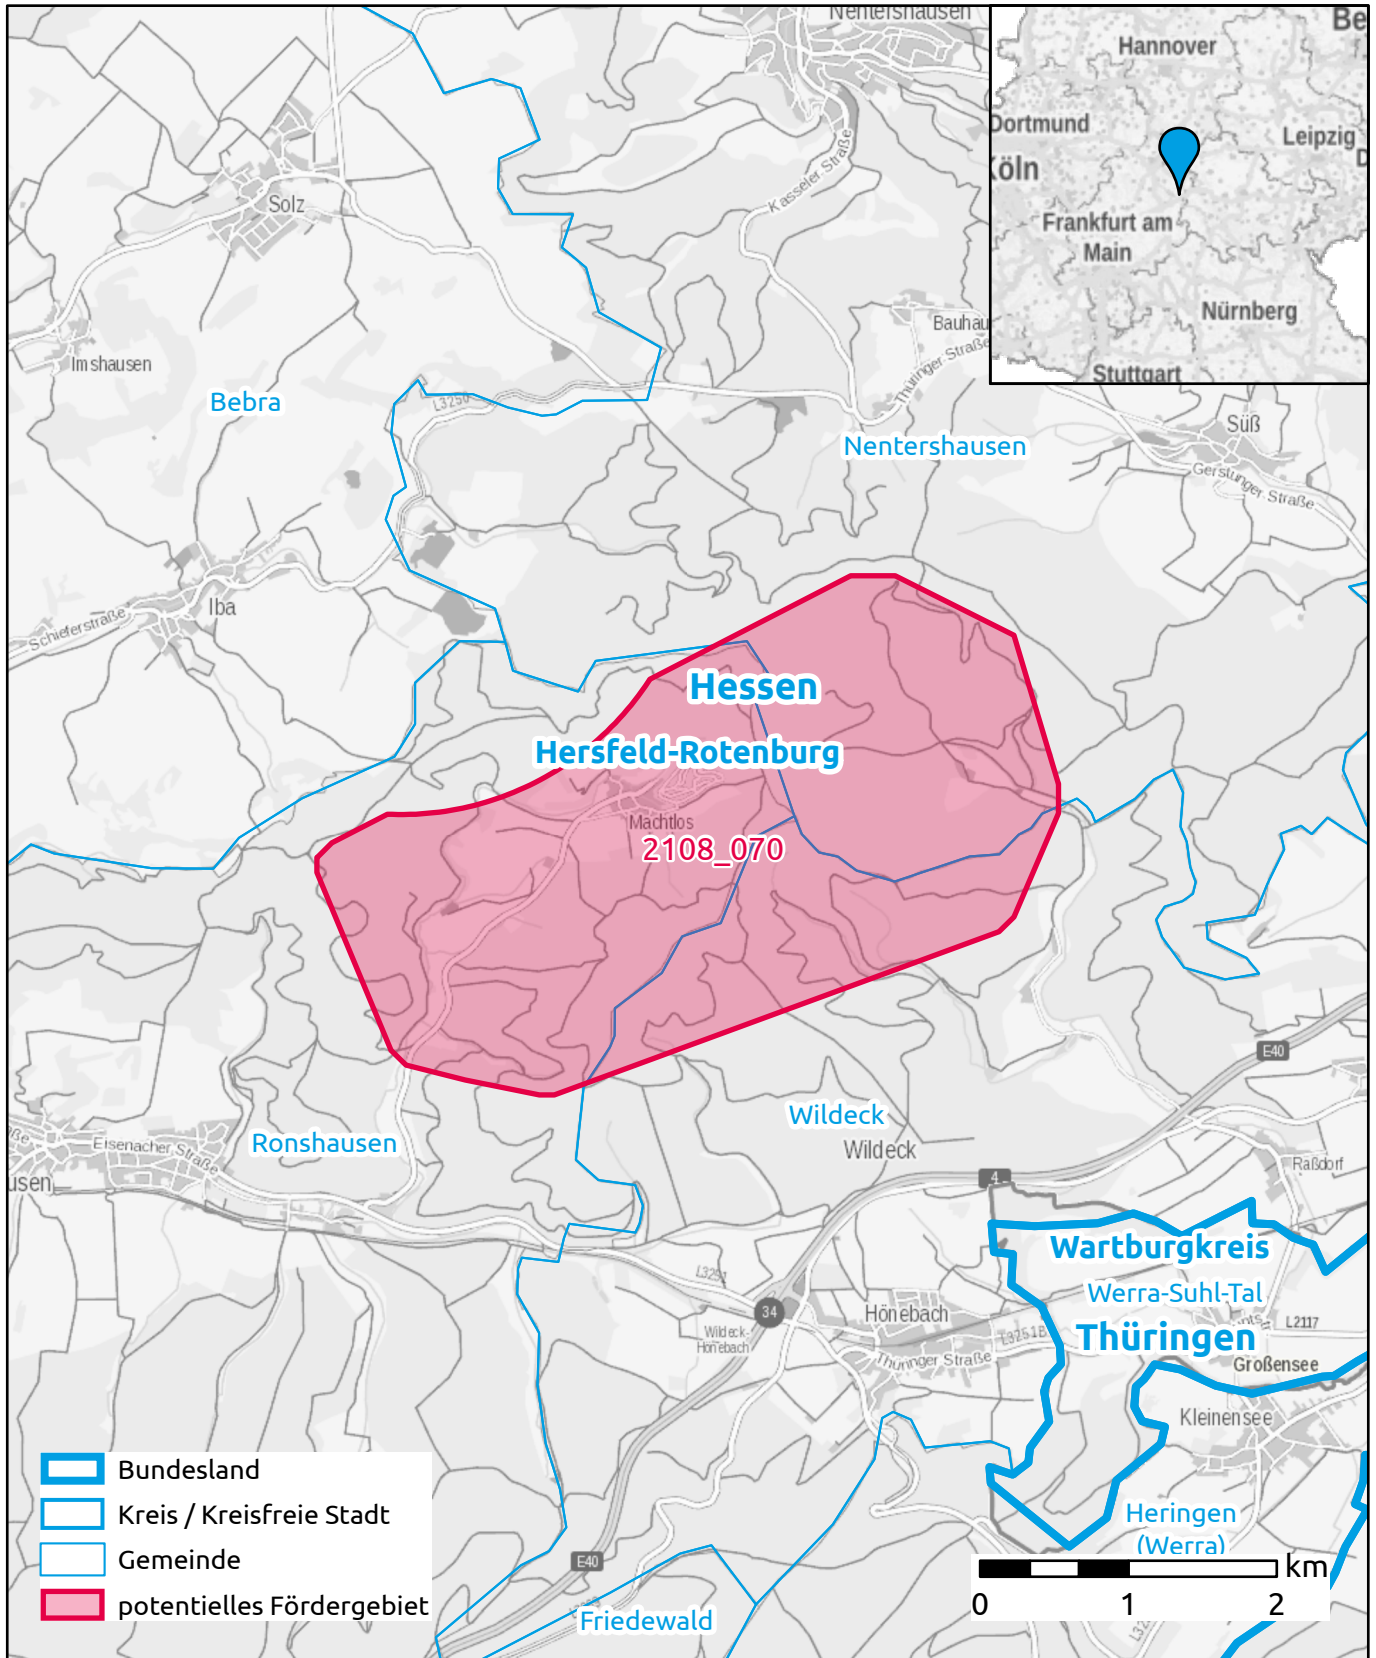 Nentershausen
Hannover
Dortmund
Leipzig
Köln
Frankfurt am
Main
Nürnberg
Stuttgart
Kasseler Straße
Solz
Imshausen
Bauhau
Thüringer Straße
Bebra
L3250
Nentershausen
Süß
Gerstunger Straße
Iba
Schieferstraße
Hessen
Hersfeld-Rotenburg
Machtlos
2108_070
E40
Wildeck
Wildeck
Ronshausen
Eisenacher Straße
usen
Raßdorf
4
Wartburgkreis
Werra-Suhl-Tal
Thüringen
L2117
Großensee
L3251
34
Hönebach
Wildeck-
Hönebach
L3251B
Thüringer Straße
Kleinensee
Heringen
(Werra)
E40
Friedewald
Bundesland
Kreis / Kreisfreie Stadt
Gemeinde
potentielles Fördergebiet
km
0 1 2